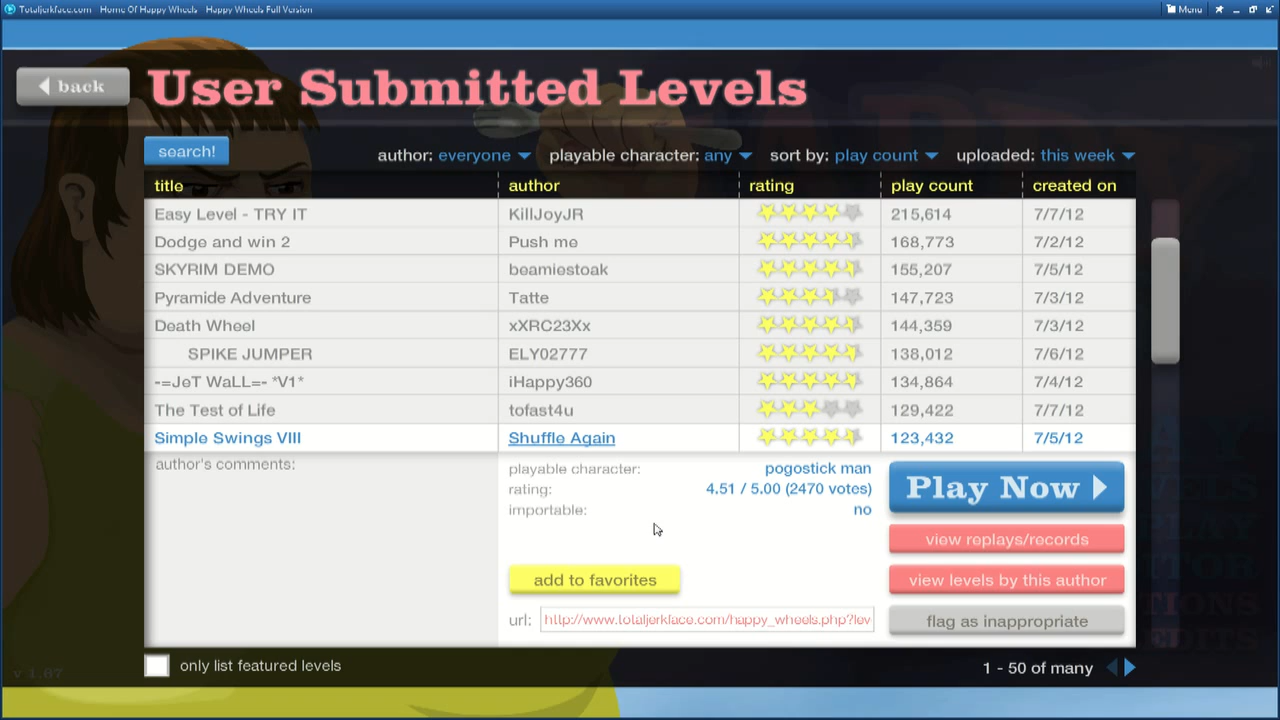 Totaljerkface.com - Home Of Happy Wheels - Happy Wheels Full Version
Menu
back
User Submitted Levels
search!
author: everyone playable character: any sort by: play count uploaded: this week
title author rating play count created on
Easy Level - TRY IT KillJoyJR 215,614 7/7/12
Dodge and win 2 Push me 168,773 7/2/12
SKYRIM DEMO beamiestoak 155,207 7/5/12
Pyramide Adventure Tatte 147,723 7/3/12
Death Wheel xXRC23Xx 144,359 7/3/12
SPIKE JUMPER ELY02777 138,012 7/6/12
-=JeT WaLL=- *V1* iHappy360 134,864 7/4/12
The Test of Life tofast4u 129,422 7/7/12
Simple Swings VIII Shuffle Again 123,432 7/5/12
author's comments:
playable character: pogostick man
rating: 4.51 / 5.00 (2470 votes)
importable: no
Play Now
view replays/records
add to favorites
view levels by this author
url: http://www.totaljerkface.com/happy_wheels.php?lev
flag as inappropriate
only list featured levels
1 - 50 of many
v 1.67